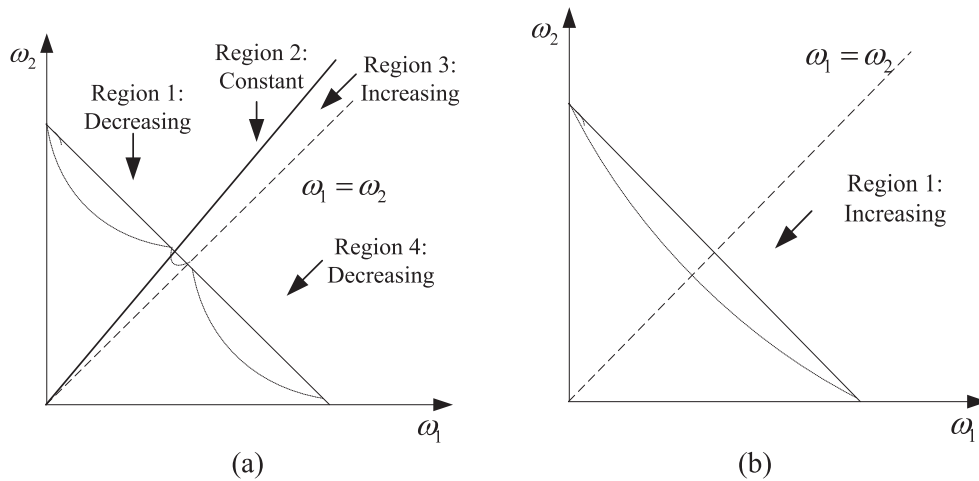 ω₂
Region 1:
Decreasing
Region 2:
Constant
Region 3:
Increasing
ω₁ = ω₂
Region 4:
Decreasing
ω₁
(a)
ω₂
ω₁ = ω₂
Region 1:
Increasing
ω₁
(b)